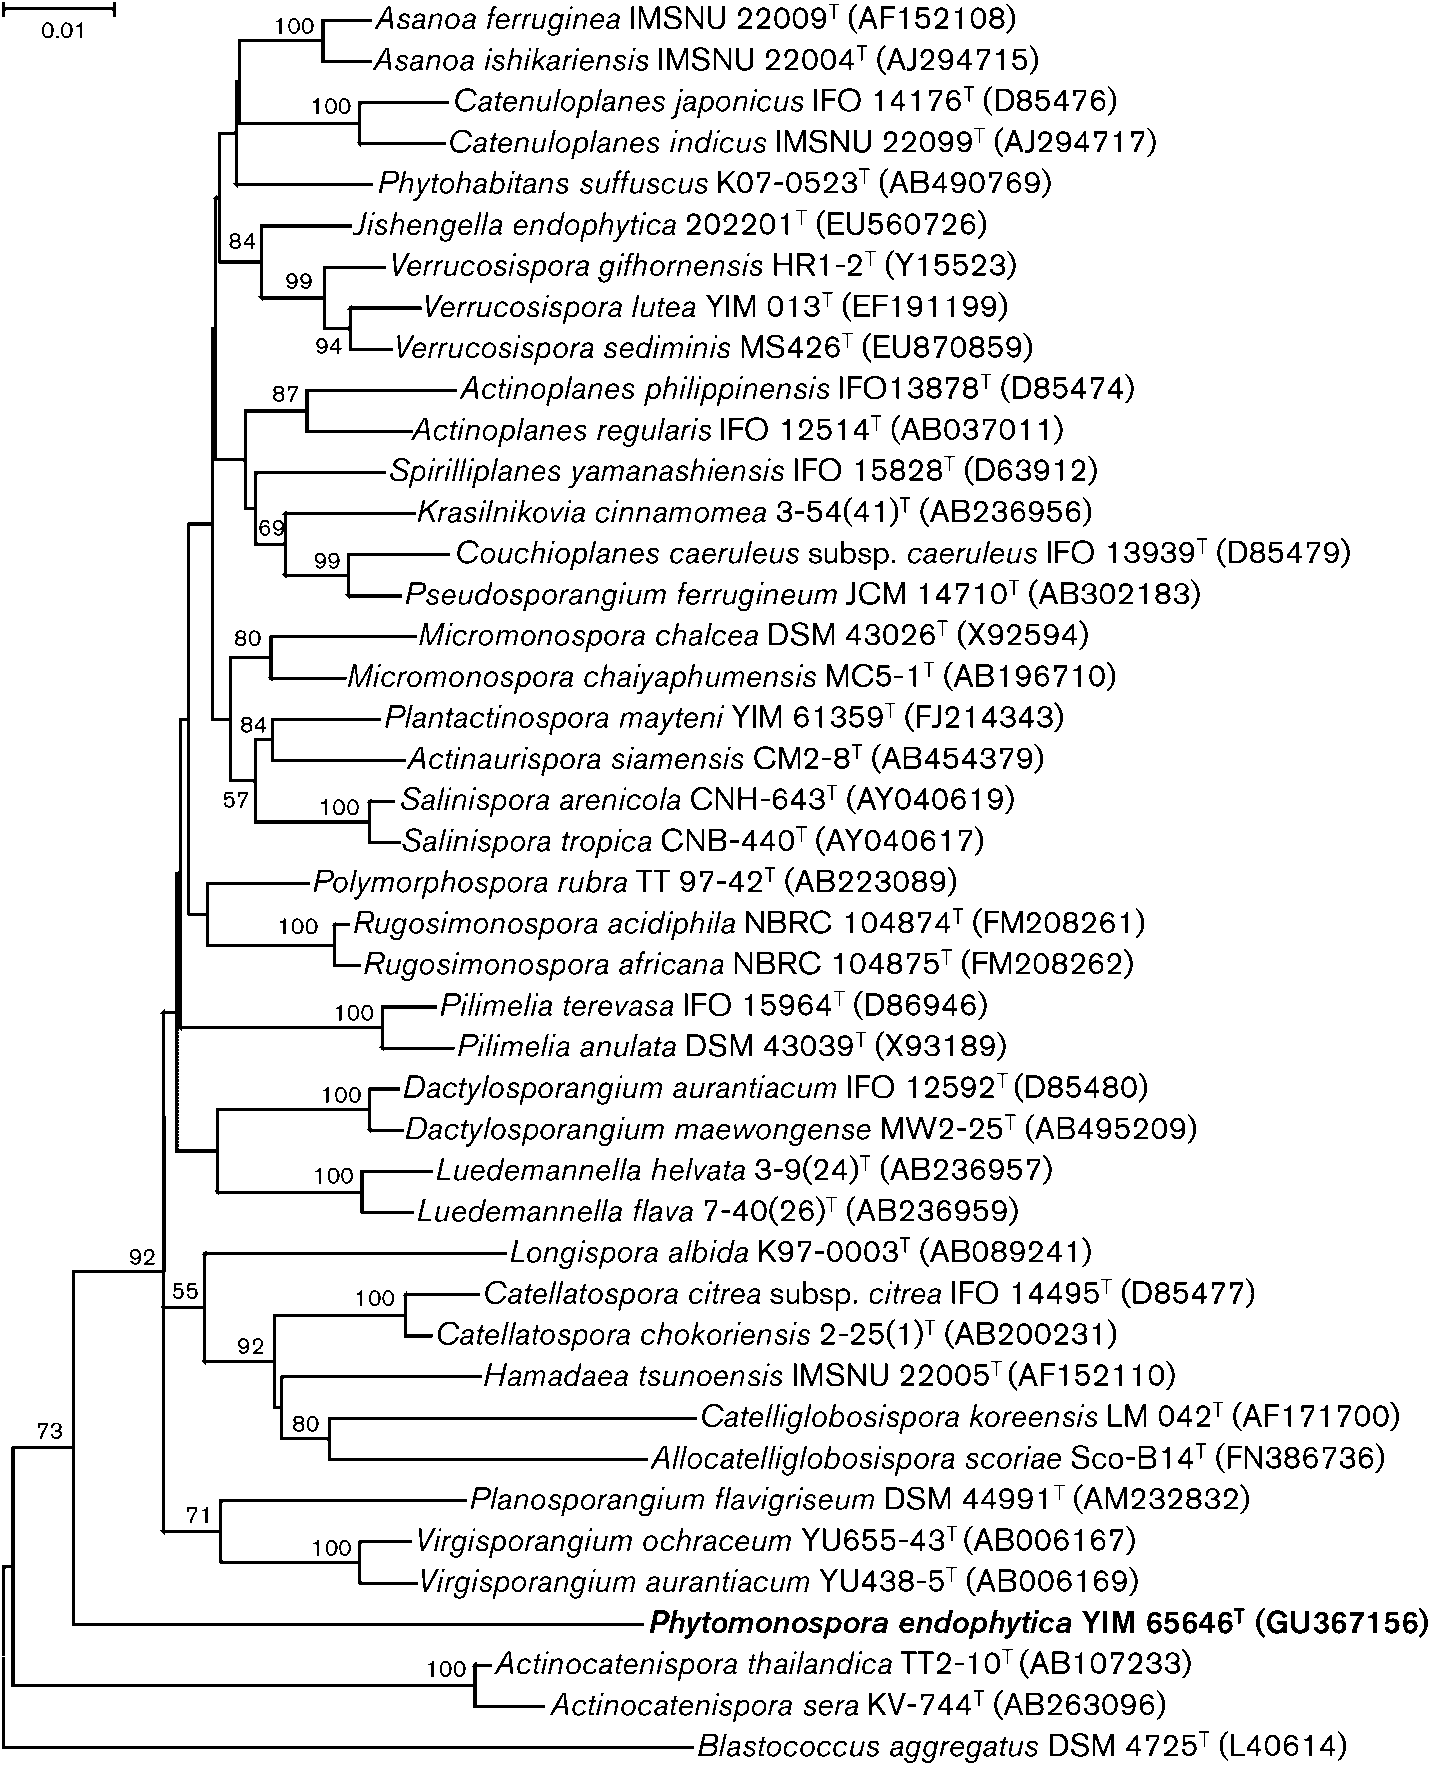 0.01
100
Asanoa ferruginea IMSNU 22009ᵀ (AF152108)
Asanoa ishikariensis IMSNU 22004ᵀ (AJ294715)
100
Catenuloplanes japonicus IFO 14176ᵀ (D85476)
Catenuloplanes indicus IMSNU 22099ᵀ (AJ294717)
Phytohabitans suffuscus K07-0523ᵀ (AB490769)
84
Jishengella endophytica 202201ᵀ (EU560726)
99
Verrucosispora gifhornensis HR1-2ᵀ (Y15523)
Verrucosispora lutea YIM 013ᵀ (EF191199)
94
Verrucosispora sediminis MS426ᵀ (EU870859)
87
Actinoplanes philippinensis IFO13878ᵀ (D85474)
Actinoplanes regularis IFO 12514ᵀ (AB037011)
Spirilliplanes yamanashiensis IFO 15828ᵀ (D63912)
69
Krasilnikovia cinnamomea 3-54(41)ᵀ (AB236956)
99
Couchioplanes caeruleus subsp. caeruleus IFO 13939ᵀ (D85479)
Pseudosporangium ferrugineum JCM 14710ᵀ (AB302183)
80
Micromonospora chalcea DSM 43026ᵀ (X92594)
Micromonospora chaiyaphumensis MC5-1ᵀ (AB196710)
84
Plantactinospora mayteni YIM 61359ᵀ (FJ214343)
Actinaurispora siamensis CM2-8ᵀ (AB454379)
57
100
Salinispora arenicola CNH-643ᵀ (AY040619)
Salinispora tropica CNB-440ᵀ (AY040617)
Polymorphospora rubra TT 97-42ᵀ (AB223089)
100
Rugosimonospora acidiphila NBRC 104874ᵀ (FM208261)
Rugosimonospora africana NBRC 104875ᵀ (FM208262)
100
Pilimelia terevasa IFO 15964ᵀ (D86946)
Pilimelia anulata DSM 43039ᵀ (X93189)
100
Dactylosporangium aurantiacum IFO 12592ᵀ (D85480)
Dactylosporangium maewongense MW2-25ᵀ (AB495209)
100
Luedemannella helvata 3-9(24)ᵀ (AB236957)
Luedemannella flava 7-40(26)ᵀ (AB236959)
92
Longispora albida K97-0003ᵀ (AB089241)
55
100
Catellatospora citrea subsp. citrea IFO 14495ᵀ (D85477)
Catellatospora chokoriensis 2-25(1)ᵀ (AB200231)
92
Hamadaea tsunoensis IMSNU 22005ᵀ (AF152110)
80
Catelliglobosispora koreensis LM 042ᵀ (AF171700)
73
Allocatelliglobosispora scoriae Sco-B14ᵀ (FN386736)
71
Planosporangium flavigriseum DSM 44991ᵀ (AM232832)
100
Virgisporangium ochraceum YU655-43ᵀ (AB006167)
Virgisporangium aurantiacum YU438-5ᵀ (AB006169)
Phytomonospora endophytica YIM 65646ᵀ (GU367156)
100
Actinocatenispora thailandica TT2-10ᵀ (AB107233)
Actinocatenispora sera KV-744ᵀ (AB263096)
Blastococcus aggregatus DSM 4725ᵀ (L40614)